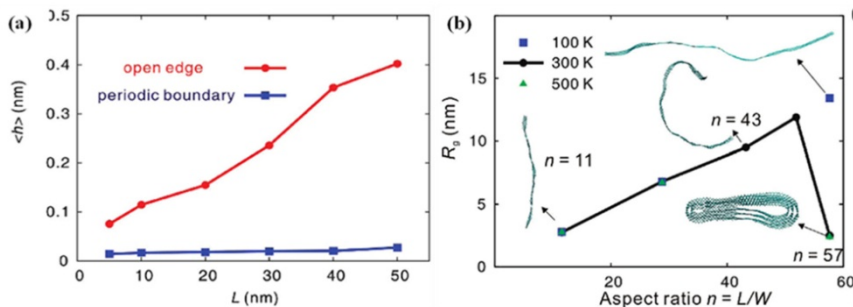 (a)
0.5
0.4
0.3
0.2
0.1
0
<h> (nm)
open edge
periodic boundary
10
20
30
40
50
L (nm)
(b)
15
10
5
0
Rg (nm)
100 K
300 K
500 K
n = 11
n = 43
n = 57
20
40
60
Aspect ratio n = L/W